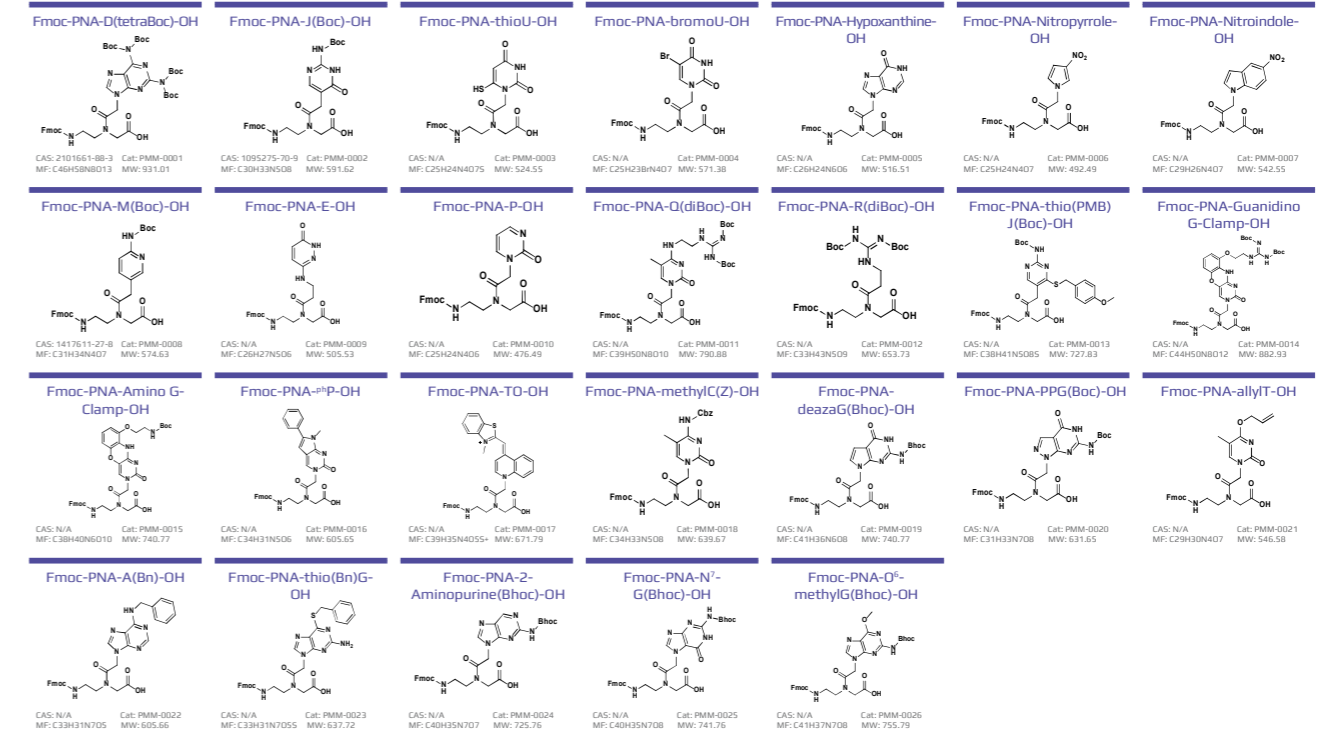 Fmoc-PNA-D(tetraBoc)-OH
CAS: 2101661-88-3 Cat: PMM-0001
MF: C46H58N8O13 MW: 931.01
Fmoc-PNA-J(Boc)-OH
CAS: 1095275-70-9 Cat: PMM-0002
MF: C30H33N5O8 MW: 591.62
Fmoc-PNA-thioU-OH
CAS: N/A Cat: PMM-0003
MF: C25H24N4O7S MW: 524.55
Fmoc-PNA-bromoU-OH
CAS: N/A Cat: PMM-0004
MF: C25H23BrN4O7 MW: 571.38
Fmoc-PNA-Hypoxanthine-
OH
CAS: N/A Cat: PMM-0005
MF: C26H24N6O6 MW: 516.51
Fmoc-PNA-Nitropyrrole-
OH
CAS: N/A Cat: PMM-0006
MF: C25H24N4O7 MW: 492.49
Fmoc-PNA-Nitroindole-
OH
CAS: N/A Cat: PMM-0007
MF: C29H26N4O7 MW: 542.55
Fmoc-PNA-M(Boc)-OH
CAS: 1417611-27-8 Cat: PMM-0008
MF: C31H34N4O7 MW: 574.63
Fmoc-PNA-E-OH
CAS: N/A Cat: PMM-0009
MF: C26H27N5O6 MW: 505.53
Fmoc-PNA-P-OH
CAS: N/A Cat: PMM-0010
MF: C25H24N4O6 MW: 476.49
Fmoc-PNA-Q(diBoc)-OH
CAS: N/A Cat: PMM-0011
MF: C39H50N8O10 MW: 790.88
Fmoc-PNA-R(diBoc)-OH
CAS: N/A Cat: PMM-0012
MF: C33H43N5O9 MW: 653.73
Fmoc-PNA-thio(PMB)
J(Boc)-OH
CAS: N/A Cat: PMM-0013
MF: C38H41N5O8S MW: 727.83
Fmoc-PNA-Guanidino
G-Clamp-OH
CAS: N/A Cat: PMM-0014
MF: C44H50N8O12 MW: 882.93
Fmoc-PNA-Amino G-
Clamp-OH
CAS: N/A Cat: PMM-0015
MF: C38H40N6O10 MW: 740.77
Fmoc-PNA-ᵖʰP-OH
CAS: N/A Cat: PMM-0016
MF: C34H31N5O6 MW: 605.65
Fmoc-PNA-TO-OH
CAS: N/A Cat: PMM-0017
MF: C39H35N4O5S+ MW: 671.79
Fmoc-PNA-methylC(Z)-OH
CAS: N/A Cat: PMM-0018
MF: C34H33N5O8 MW: 639.67
Fmoc-PNA-
deazaG(Bhoc)-OH
CAS: N/A Cat: PMM-0019
MF: C41H36N6O8 MW: 740.77
Fmoc-PNA-PPG(Boc)-OH
CAS: N/A Cat: PMM-0020
MF: C31H33N7O8 MW: 631.65
Fmoc-PNA-allylT-OH
CAS: N/A Cat: PMM-0021
MF: C29H30N4O7 MW: 546.58
Fmoc-PNA-A(Bn)-OH
CAS: N/A Cat: PMM-0022
MF: C33H31N7O5 MW: 605.66
Fmoc-PNA-thio(Bn)G-
OH
CAS: N/A Cat: PMM-0023
MF: C33H31N7O5S MW: 637.72
Fmoc-PNA-2-
Aminopurine(Bhoc)-OH
CAS: N/A Cat: PMM-0024
MF: C40H35N7O7 MW: 725.76
Fmoc-PNA-N⁷-
G(Bhoc)-OH
CAS: N/A Cat: PMM-0025
MF: C40H35N7O8 MW: 741.76
Fmoc-PNA-O⁶-
methylG(Bhoc)-OH
CAS: N/A Cat: PMM-0026
MF: C41H37N7O8 MW: 755.79